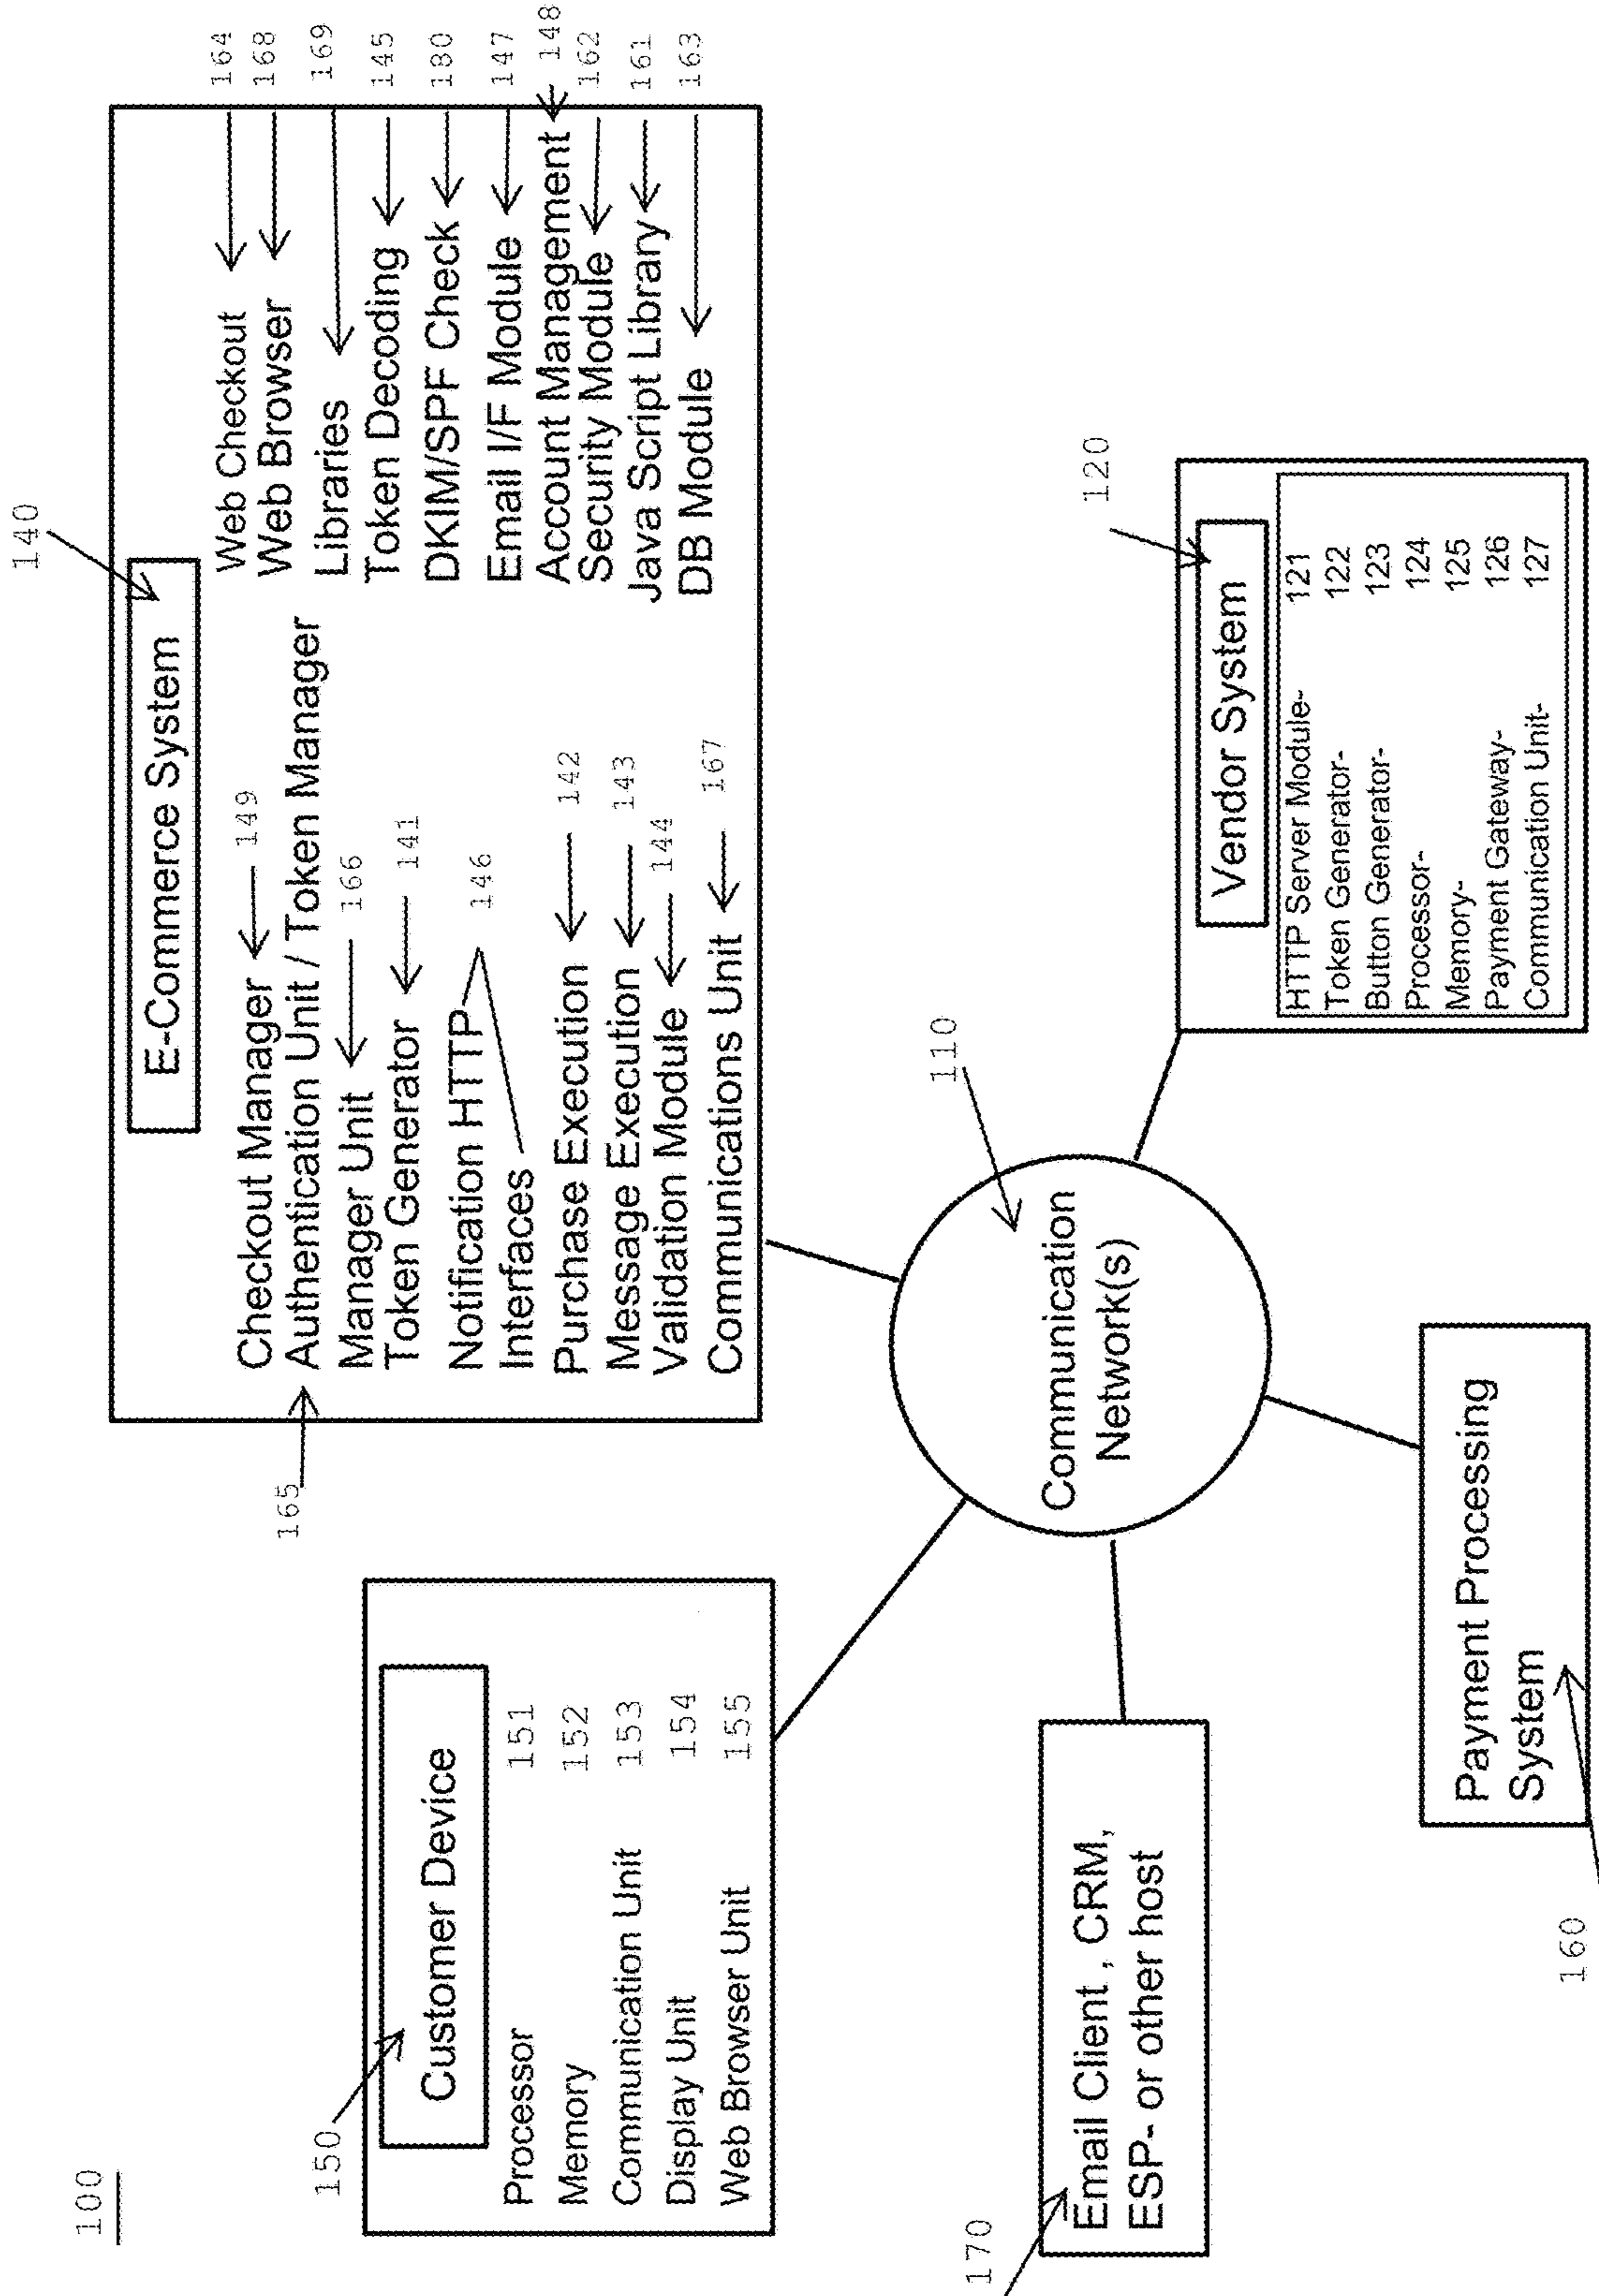 100
140
E-Commerce System
Checkout Manager 149
165 Authentication Unit / Token Manager
Manager Unit 166
Token Generator 141
Notification HTTP 146
Interfaces
Purchase Execution 142
Message Execution 143
Validation Module 144
Communications Unit 167
Web Checkout 164
Web Browser 168
Libraries 169
Token Decoding 145
DKIM/SPF Check 180
Email I/F Module 147
Account Management 148
Security Module 162
Java Script Library 161
DB Module 163
150
Customer Device
Processor 151
Memory 152
Communication Unit 153
Display Unit 154
Web Browser Unit 155
110
Communication
Network(s)
120
Vendor System
HTTP Server Module- 121
Token Generator- 122
Button Generator- 123
Processor- 124
Memory- 125
Payment Gateway- 126
Communication Unit- 127
170
Email Client , CRM,
ESP- or other host
Payment Processing
System
160